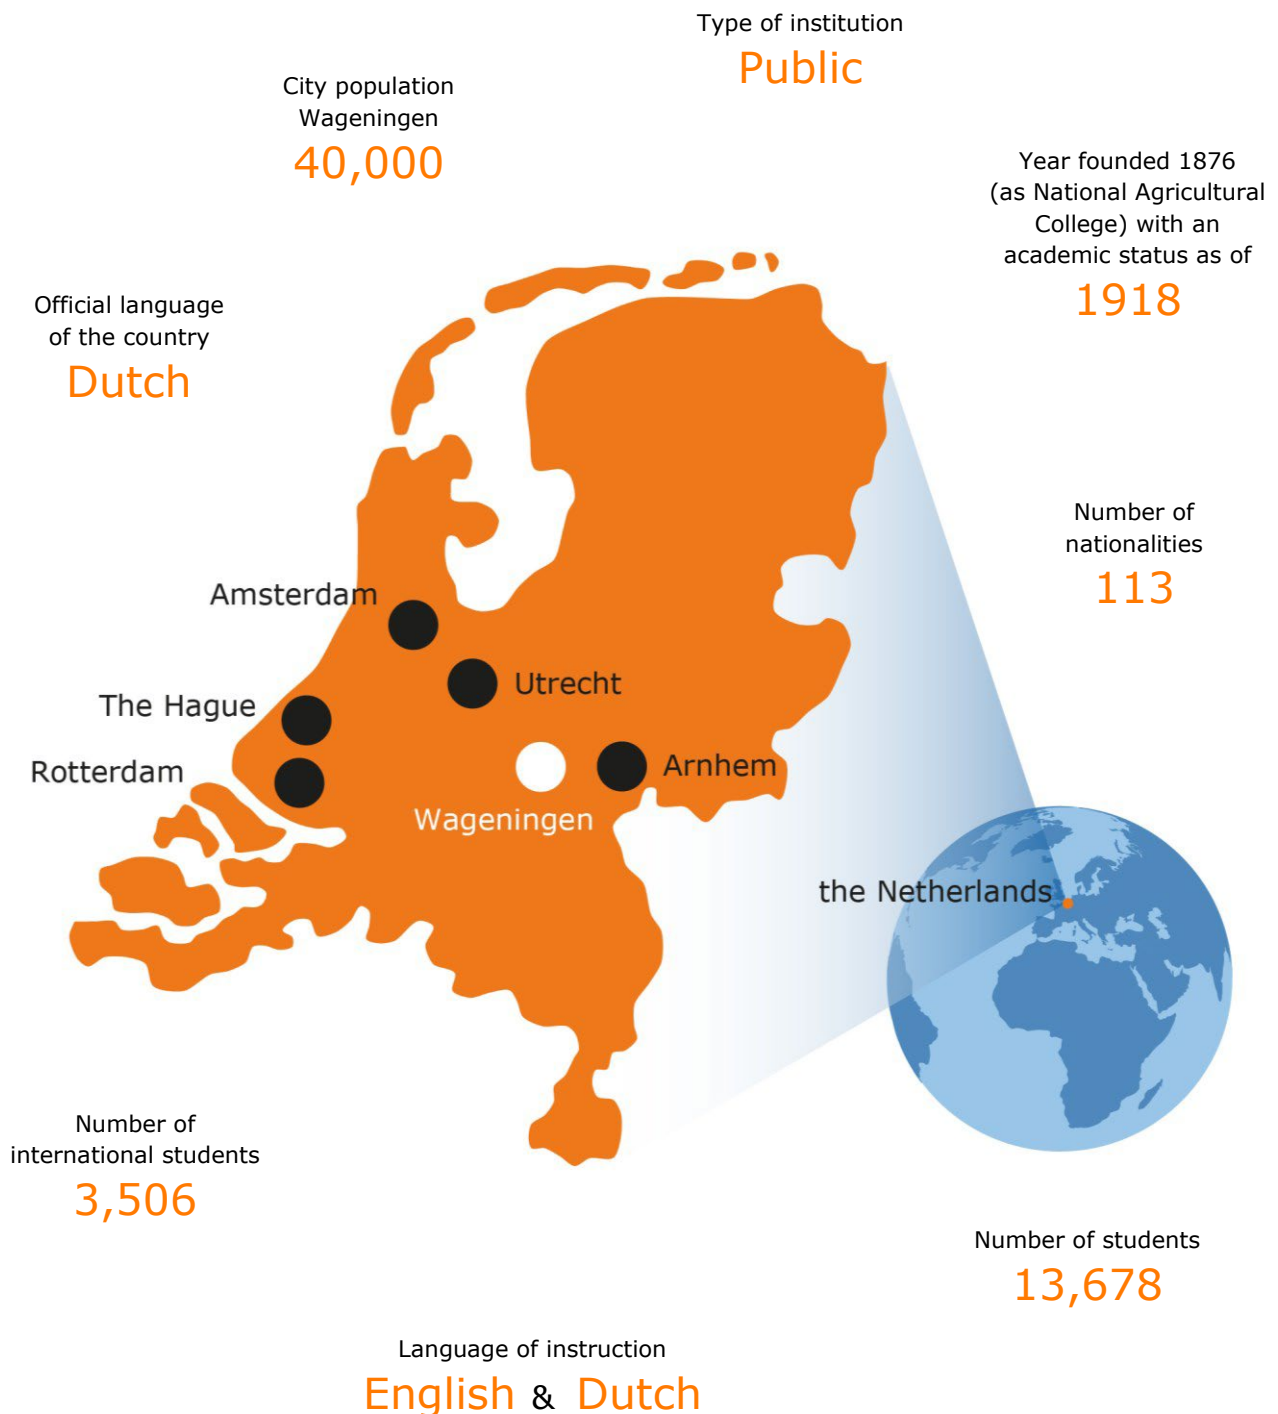 Type of institution
Public
City population
Wageningen
40,000
Year founded 1876
(as National Agricultural
College) with an
academic status as of
1918
Official language
of the country
Dutch
Number of
nationalities
113
Amsterdam
Utrecht
The Hague
Rotterdam
Arnhem
Wageningen
the Netherlands
Number of
international students
3,506
Number of students
13,678
Language of instruction
English & Dutch